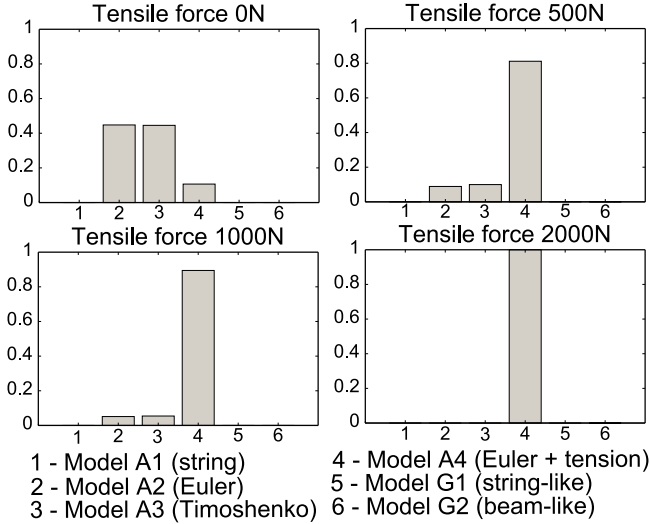 Tensile force 0N
1
0.8
0.6
0.4
0.2
0
1 2 3 4 5 6
Tensile force 500N
1
0.8
0.6
0.4
0.2
0
1 2 3 4 5 6
Tensile force 1000N
1
0.8
0.6
0.4
0.2
0
1 2 3 4 5 6
Tensile force 2000N
1
0.8
0.6
0.4
0.2
0
1 2 3 4 5 6
1 - Model A1 (string)
2 - Model A2 (Euler)
3 - Model A3 (Timoshenko)
4 - Model A4 (Euler + tension)
5 - Model G1 (string-like)
6 - Model G2 (beam-like)